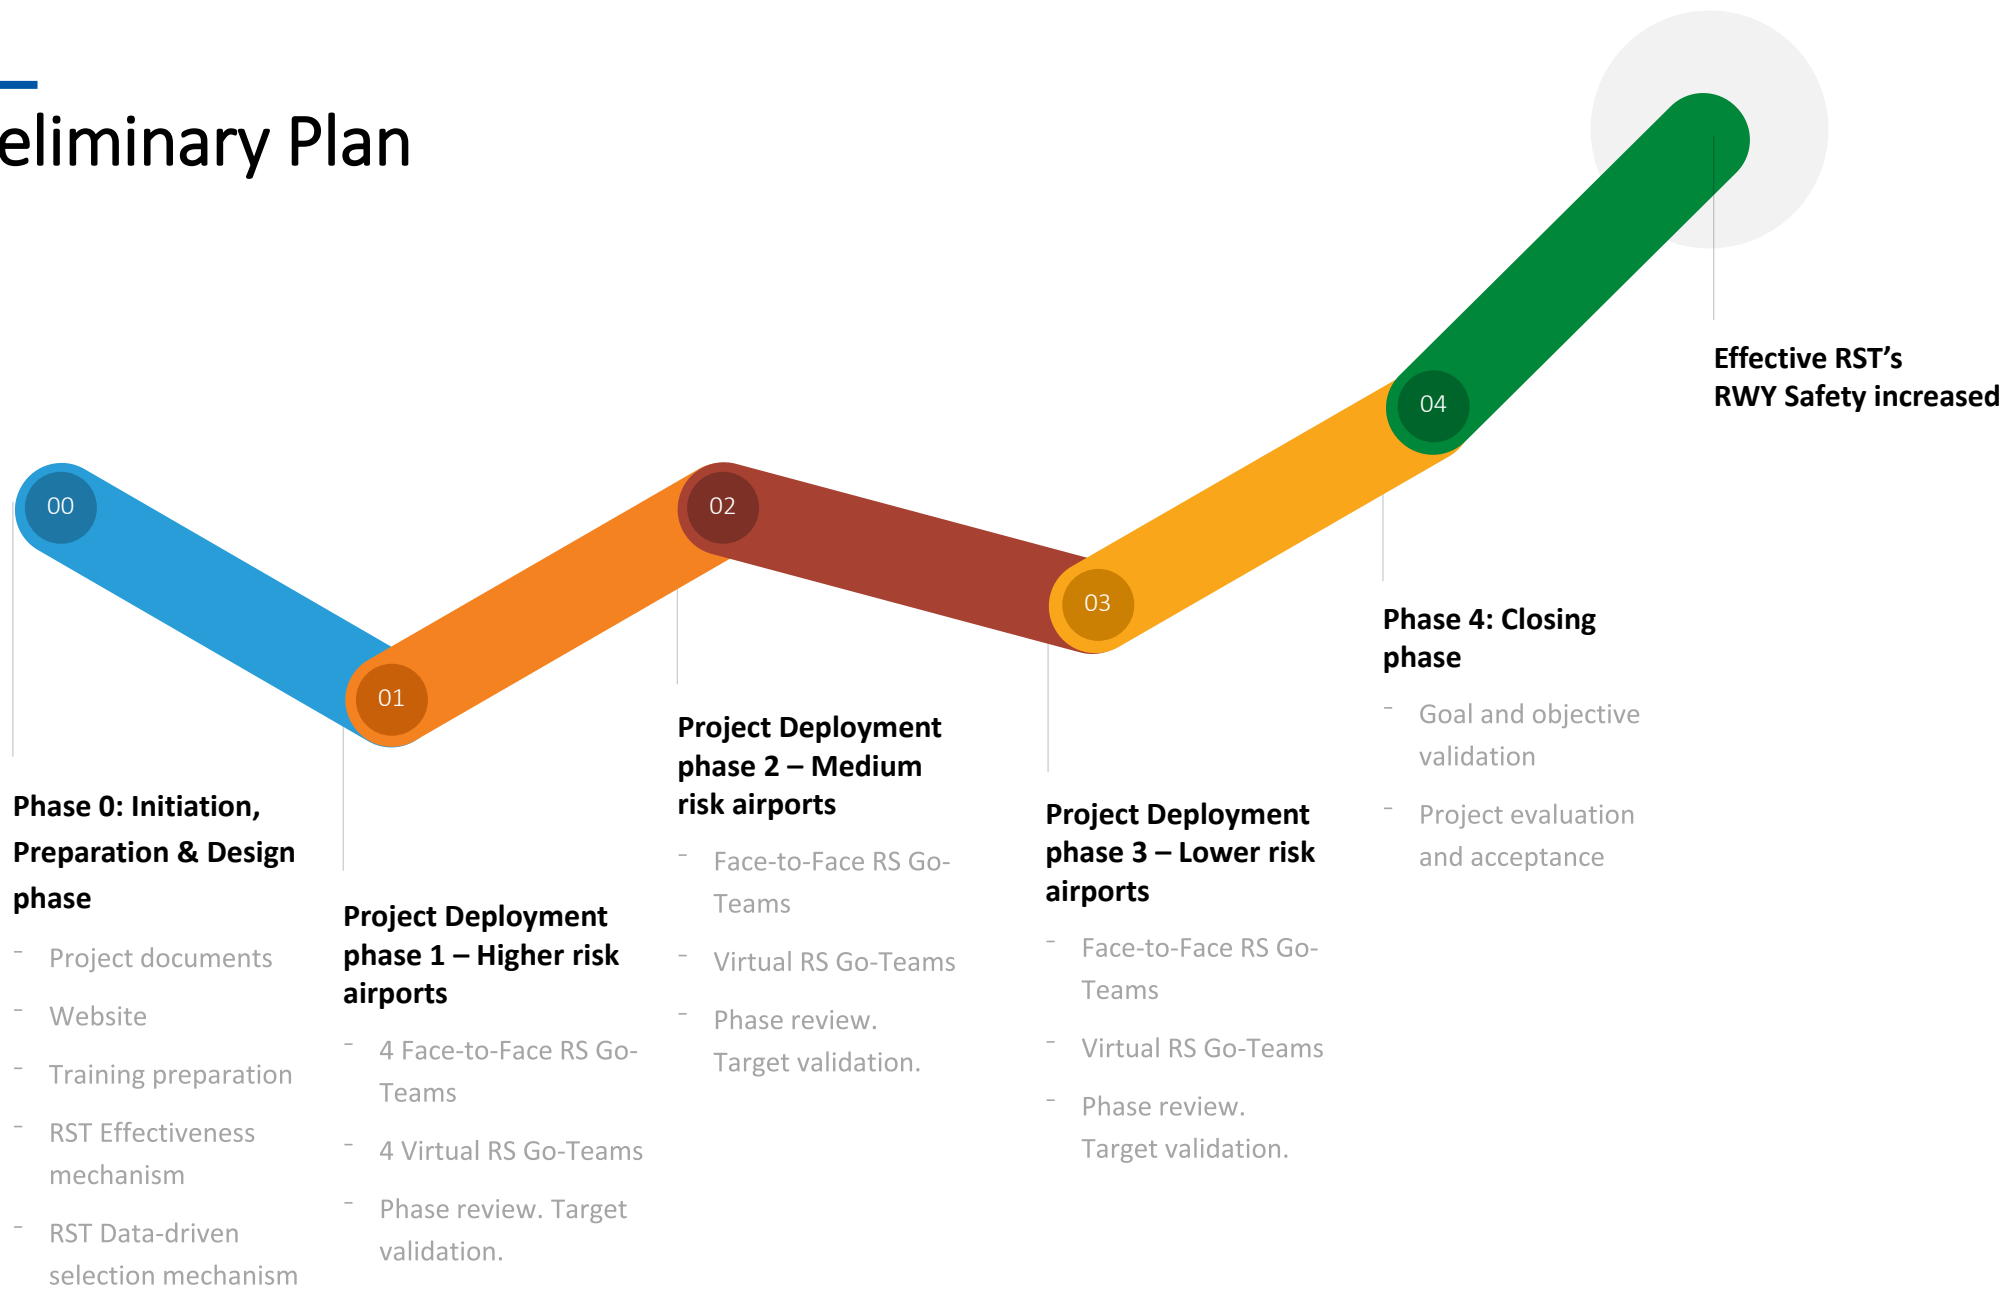 eliminary Plan
00
01
02
03
04
Effective RST’s
RWY Safety increased
Phase 0: Initiation,
Preparation & Design
phase
- Project documents
- Website
- Training preparation
- RST Effectiveness
mechanism
- RST Data-driven
selection mechanism
Project Deployment
phase 1 – Higher risk
airports
- 4 Face-to-Face RS Go-
Teams
- 4 Virtual RS Go-Teams
- Phase review. Target
validation.
Project Deployment
phase 2 – Medium
risk airports
- Face-to-Face RS Go-
Teams
- Virtual RS Go-Teams
- Phase review.
Target validation.
Project Deployment
phase 3 – Lower risk
airports
- Face-to-Face RS Go-
Teams
- Virtual RS Go-Teams
- Phase review.
Target validation.
Phase 4: Closing
phase
- Goal and objective
validation
- Project evaluation
and acceptance